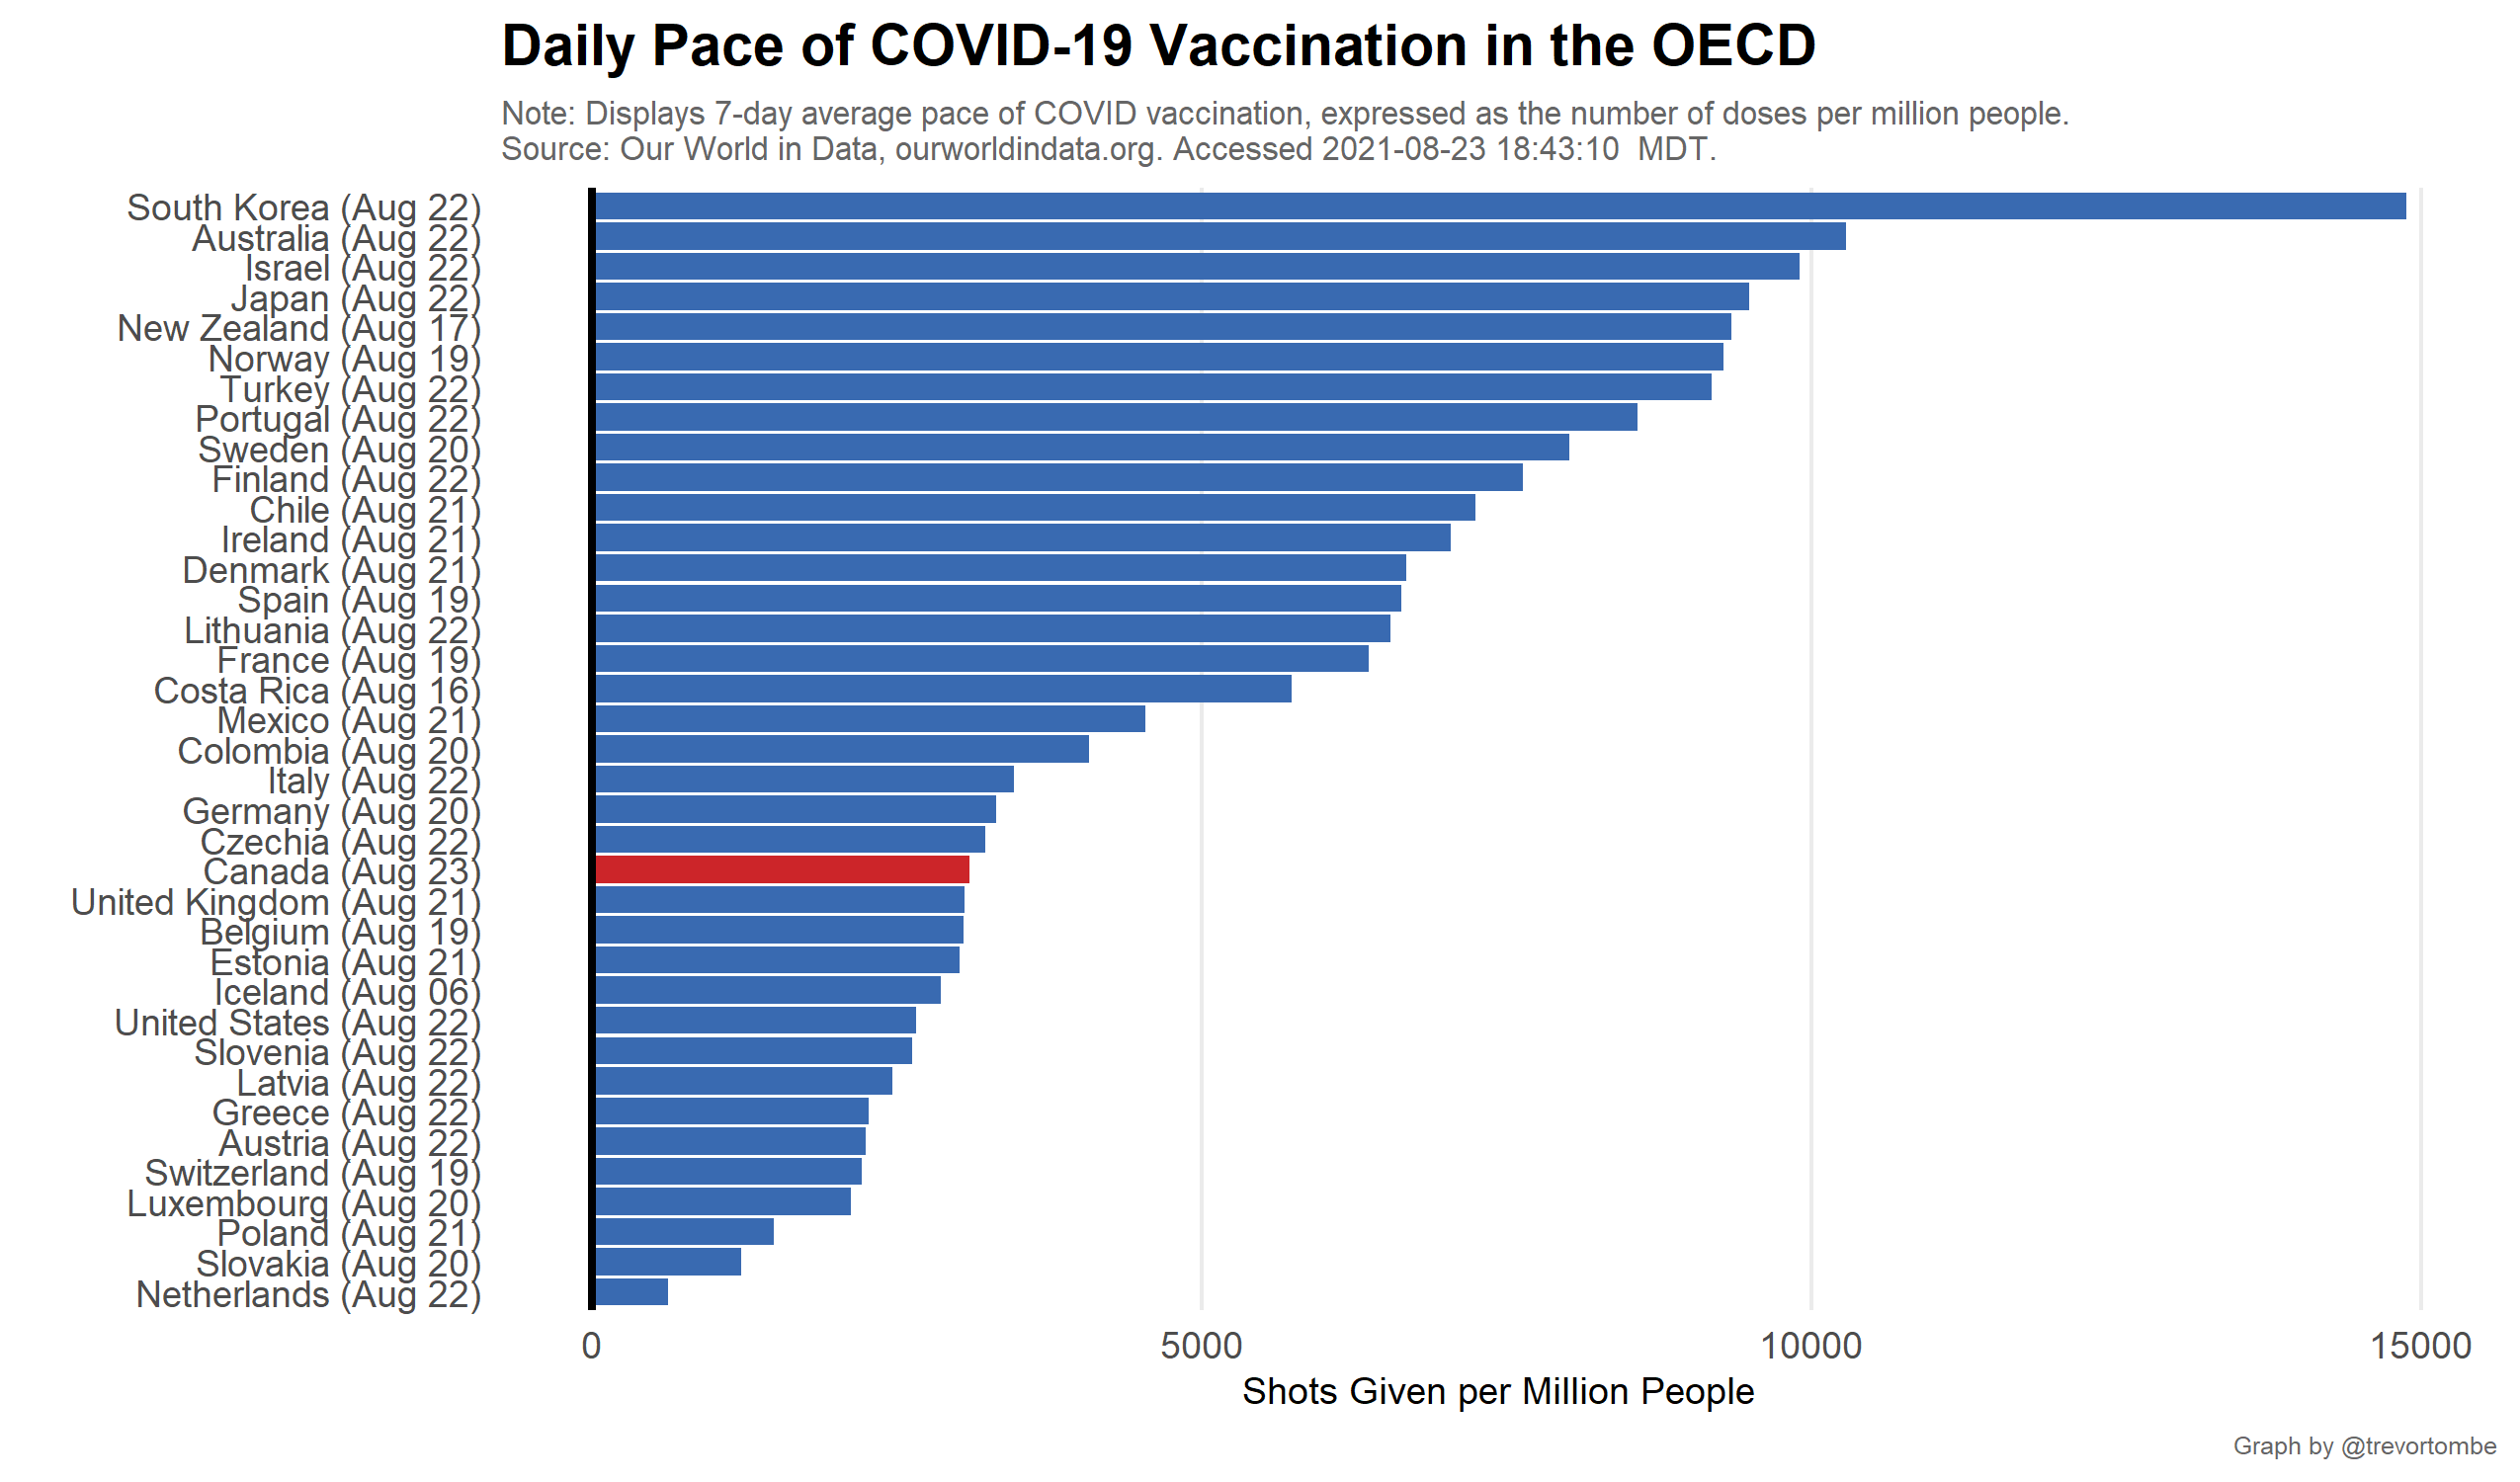 Daily Pace of COVID-19 Vaccination in the OECD
Note: Displays 7-day average pace of COVID vaccination, expressed as the number of doses per million people.
Source: Our World in Data, ourworldindata.org. Accessed 2021-08-23 18:43:10  MDT.
South Korea (Aug 22)
Australia (Aug 22)
Israel (Aug 22)
Japan (Aug 22)
New Zealand (Aug 17)
Norway (Aug 19)
Turkey (Aug 22)
Portugal (Aug 22)
Sweden (Aug 20)
Finland (Aug 22)
Chile (Aug 21)
Ireland (Aug 21)
Denmark (Aug 21)
Spain (Aug 19)
Lithuania (Aug 22)
France (Aug 19)
Costa Rica (Aug 16)
Mexico (Aug 21)
Colombia (Aug 20)
Italy (Aug 22)
Germany (Aug 20)
Czechia (Aug 22)
Canada (Aug 23)
United Kingdom (Aug 21)
Belgium (Aug 19)
Estonia (Aug 21)
Iceland (Aug 06)
United States (Aug 22)
Slovenia (Aug 22)
Latvia (Aug 22)
Greece (Aug 22)
Austria (Aug 22)
Switzerland (Aug 19)
Luxembourg (Aug 20)
Poland (Aug 21)
Slovakia (Aug 20)
Netherlands (Aug 22)
0 5000 10000 15000
Shots Given per Million People
Graph by @trevortombe